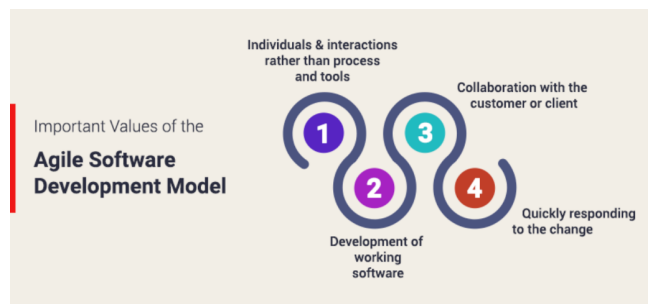 Important Values of the
Agile Software
Development Model
Individuals & interactions
rather than process
and tools
1
2
Development of
working
software
3
Collaboration with the
customer or client
4
Quickly responding
to the change